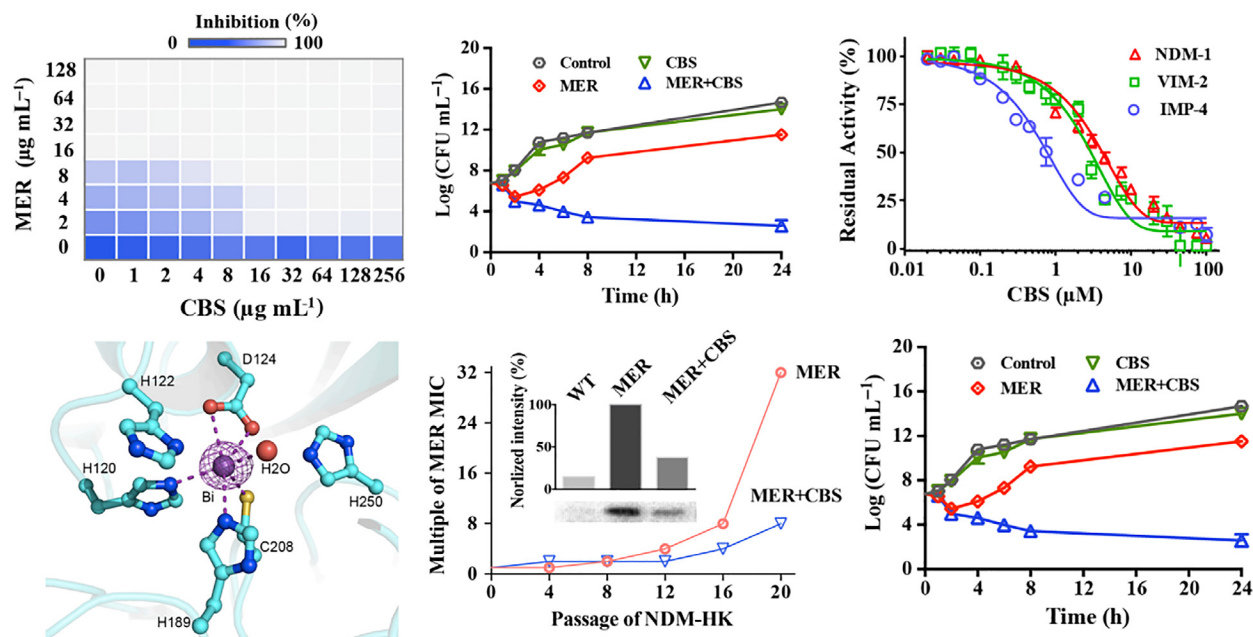 Inhibition (%)
0 100
MER (µg mL⁻¹)
128
64
32
16
8
4
2
0
0 1 2 4 8 16 32 64 128 256
CBS (µg mL⁻¹)
Log (CFU mL⁻¹)
20
16
12
8
4
0
Control CBS
MER MER+CBS
0 4 8 12 16 20 24
Time (h)
Residual Activity (%)
100
75
50
25
0
NDM-1
VIM-2
IMP-4
0.01 0.1 1 10 100
CBS (µM)
D124
H122
H120
H2O
Bi
H250
C208
H189
Multiple of MER MIC
32
24
16
8
0
Norlized intensity (%)
100
50
0
WT MER MER+CBS
MER
MER+CBS
0 4 8 12 16 20
Passage of NDM-HK
Log (CFU mL⁻¹)
20
16
12
8
4
0
Control CBS
MER MER+CBS
0 4 8 12 16 20 24
Time (h)